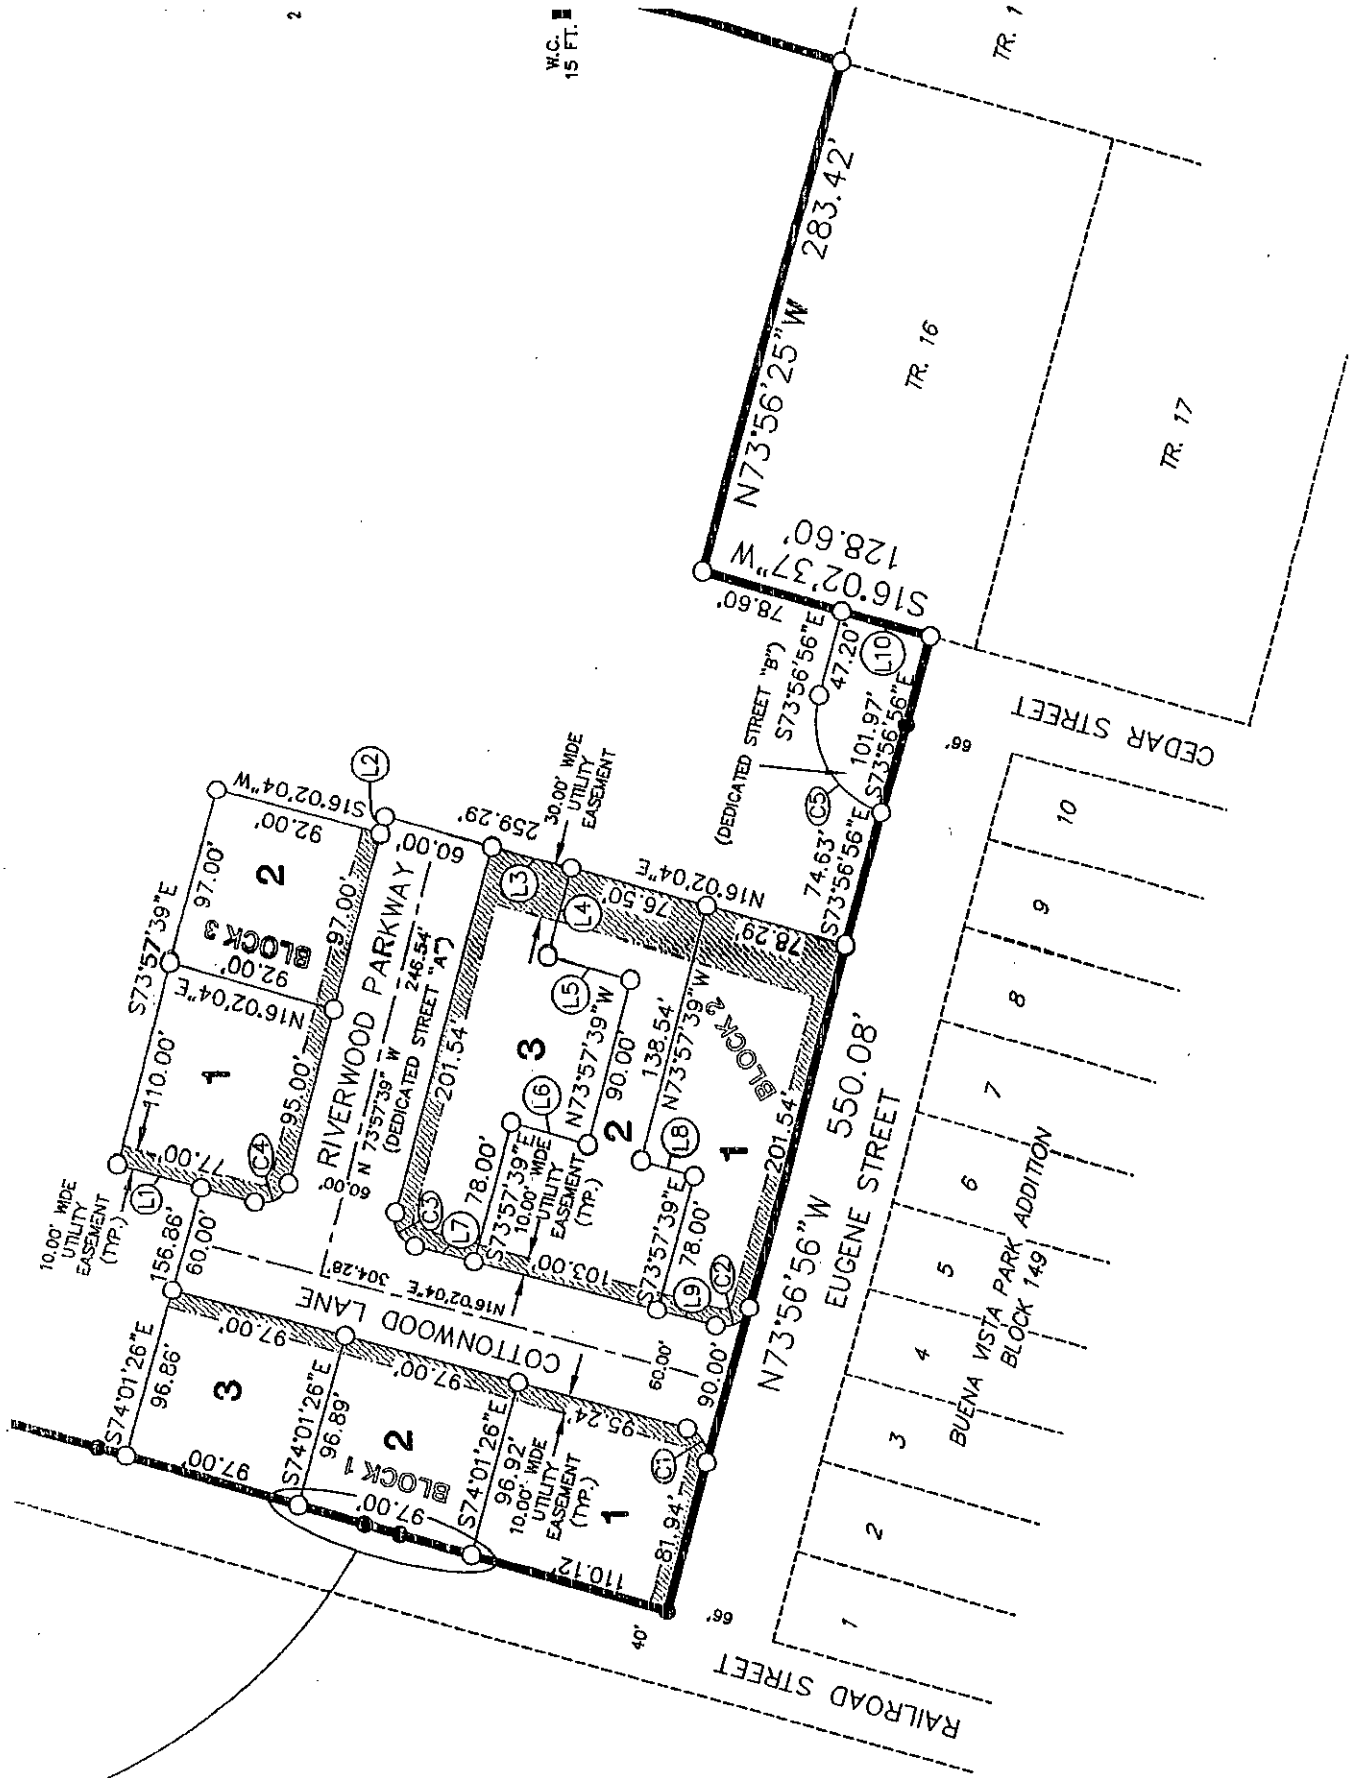 2
W.C.
15 FT.
TR. 1
N73°56'25"W 283.42'
TR. 16
TR. 17
S16°02'37"W
128.60'
78.60'
S73°56'56"E
47.20'
L10
(DEDICATED STREET "B")
101.97'
S73°56'56"E
C5
74.63'
S73°56'56"E
66'
CEDAR STREET
10.00' WIDE
UTILITY
EASEMENT
(TYP.)
L1
S73°57'39"E
110.00'
97.00'
S16°02'04"W
92.00'
L2
2
BLOCK 3
92.00'
N16°02'04"E
97.00'
1
95.00'
77.00'
C4
156.86'
60.00'
RIVERWOOD PARKWAY
60.00'
N 73°57'39" W 246.54'
(DEDICATED STREET "A")
60.00'
259.29'
30.00' WIDE
UTILITY
EASEMENT
L3
L4
76.50'
N16°02'04"E
78.29'
201.54'
C3
L7
3
L5
L6
S73°57'39"E
78.00'
N73°57'39"W
90.00'
10.00' WIDE
UTILITY
EASEMENT
(TYP.)
103.00'
2
138.54'
N73°57'39"W
BLOCK 2
L8
S73°57'39"E
78.00'
1
L9
C2
201.54'
N16°02'04"E 304.28'
COTTONWOOD LANE
60.00'
90.00'
S74°01'26"E
96.86'
97.00'
3
97.00'
S74°01'26"E
96.89'
97.00'
2
BLOCK 1
97.00'
S74°01'26"E
96.92'
10.00' WIDE
UTILITY
EASEMENT
(TYP.)
95.24'
1
C1
110.12'
81.94'
N73°56'56"W 550.08'
EUGENE STREET
40'
66'
RAILROAD STREET
1
2
3
4
5
6
7
8
9
10
BUENA VISTA PARK ADDITION
BLOCK 149